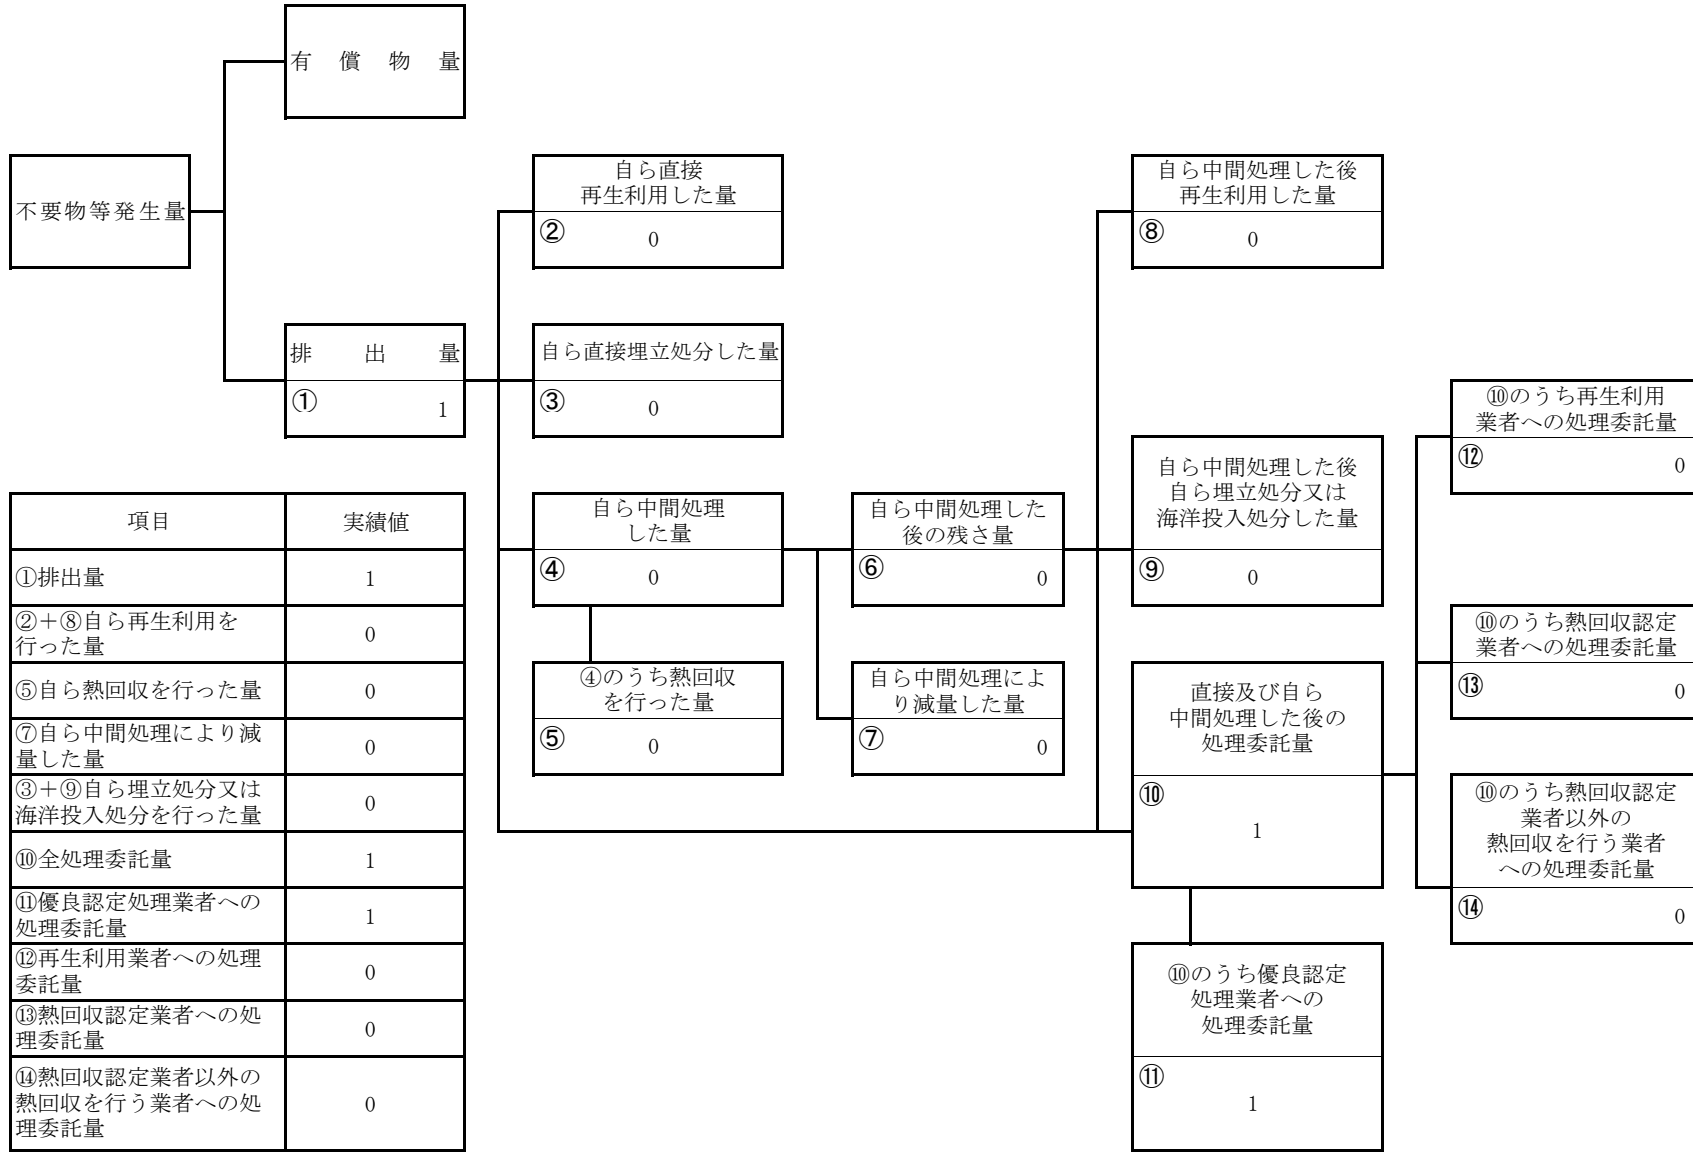 有償物量
不要物等発生量
排出量
①
1
自ら直接
再生利用した量
②
0
自ら直接埋立処分した量
③
0
自ら中間処理
した量
④
0
④のうち熱回収
を行った量
⑤
0
自ら中間処理した
後の残さ量
⑥
0
自ら中間処理によ
り減量した量
⑦
0
自ら中間処理した後
再生利用した量
⑧
0
自ら中間処理した後
自ら埋立処分又は
海洋投入処分した量
⑨
0
直接及び自ら
中間処理した後の
処理委託量
⑩
1
⑩のうち優良認定
処理業者への
処理委託量
⑪
1
⑩のうち再生利用
業者への処理委託量
⑫
0
⑩のうち熱回収認定
業者への処理委託量
⑬
0
⑩のうち熱回収認定
業者以外の
熱回収を行う業者
への処理委託量
⑭
0
項目 実績値
①排出量 1
②＋⑧自ら再生利用を
行った量 0
⑤自ら熱回収を行った量 0
⑦自ら中間処理により減
量した量 0
③＋⑨自ら埋立処分又は
海洋投入処分を行った量 0
⑩全処理委託量 1
⑪優良認定処理業者への
処理委託量 1
⑫再生利用業者への処理
委託量 0
⑬熱回収認定業者への処
理委託量 0
⑭熱回収認定業者以外の
熱回収を行う業者への処
理委託量 0